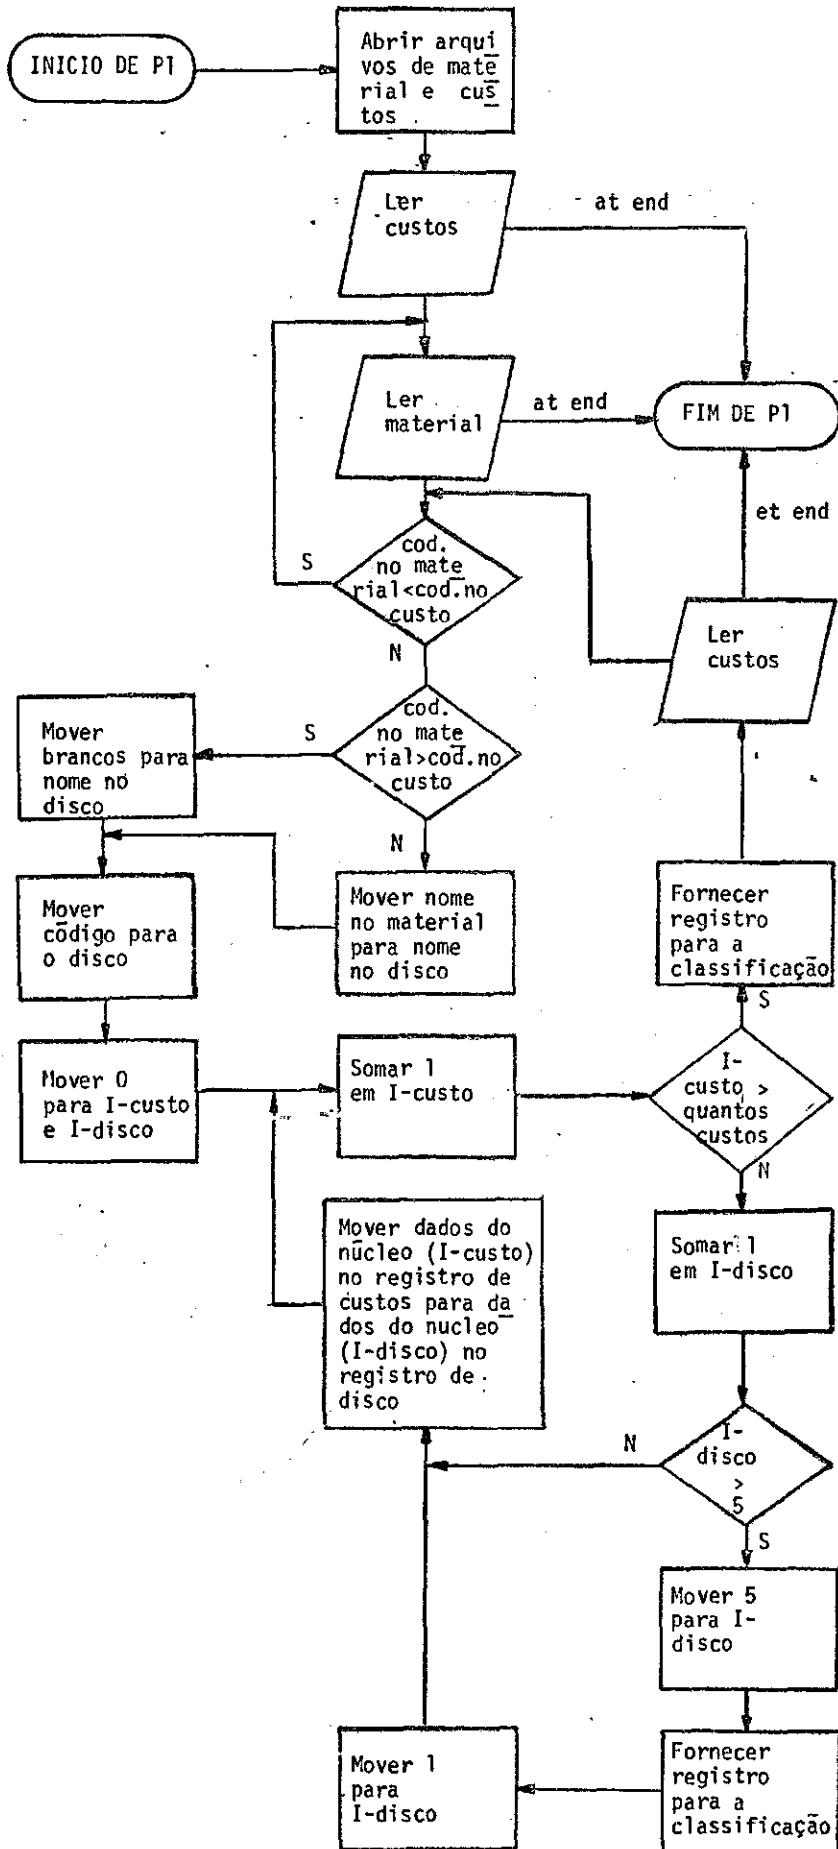 INICIO DE P1
Abrir arqui
vos de mate
rial e cus
tos
Ler
custos
at end
Ler
material
at end
FIM DE P1
et end
cod.
no mate
rial<cod.no
custo
S
N
Ler
custos
cod.
no mate
rial>cod.no
custo
S
N
Mover
brancos para
nome no
disco
Mover nome
no material
para nome
no disco
Mover
código para
o disco
Fornecer
registro
para a
classificação
S
Mover 0
para I-custo
e I-disco
Somar 1
em I-custo
I-
custo >
quantos
custos
N
Mover dados do
núcleo (I-custo)
no registro de
custos para da
dos do nucleo
(I-disco) no
registro de
disco
Somar 1
em I-disco
I-
disco
>
5
N
S
Mover 5
para I-
disco
Fornecer
registro
para a
classificação
Mover 1
para
I-disco